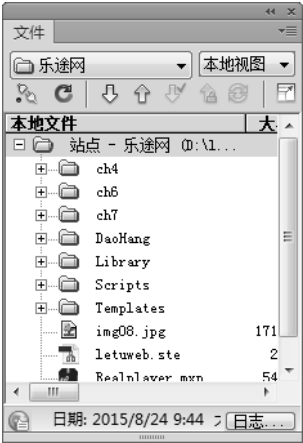 文件
乐途网 本地视图
本地文件 大
站点 - 乐途网 (D:\l...
ch4
ch6
ch7
DaoHang
Library
Scripts
Templates
img08.jpg 171
letuweb.ste 2
Realplayer.mxp 54
日期: 2015/8/24 9:44 日志...